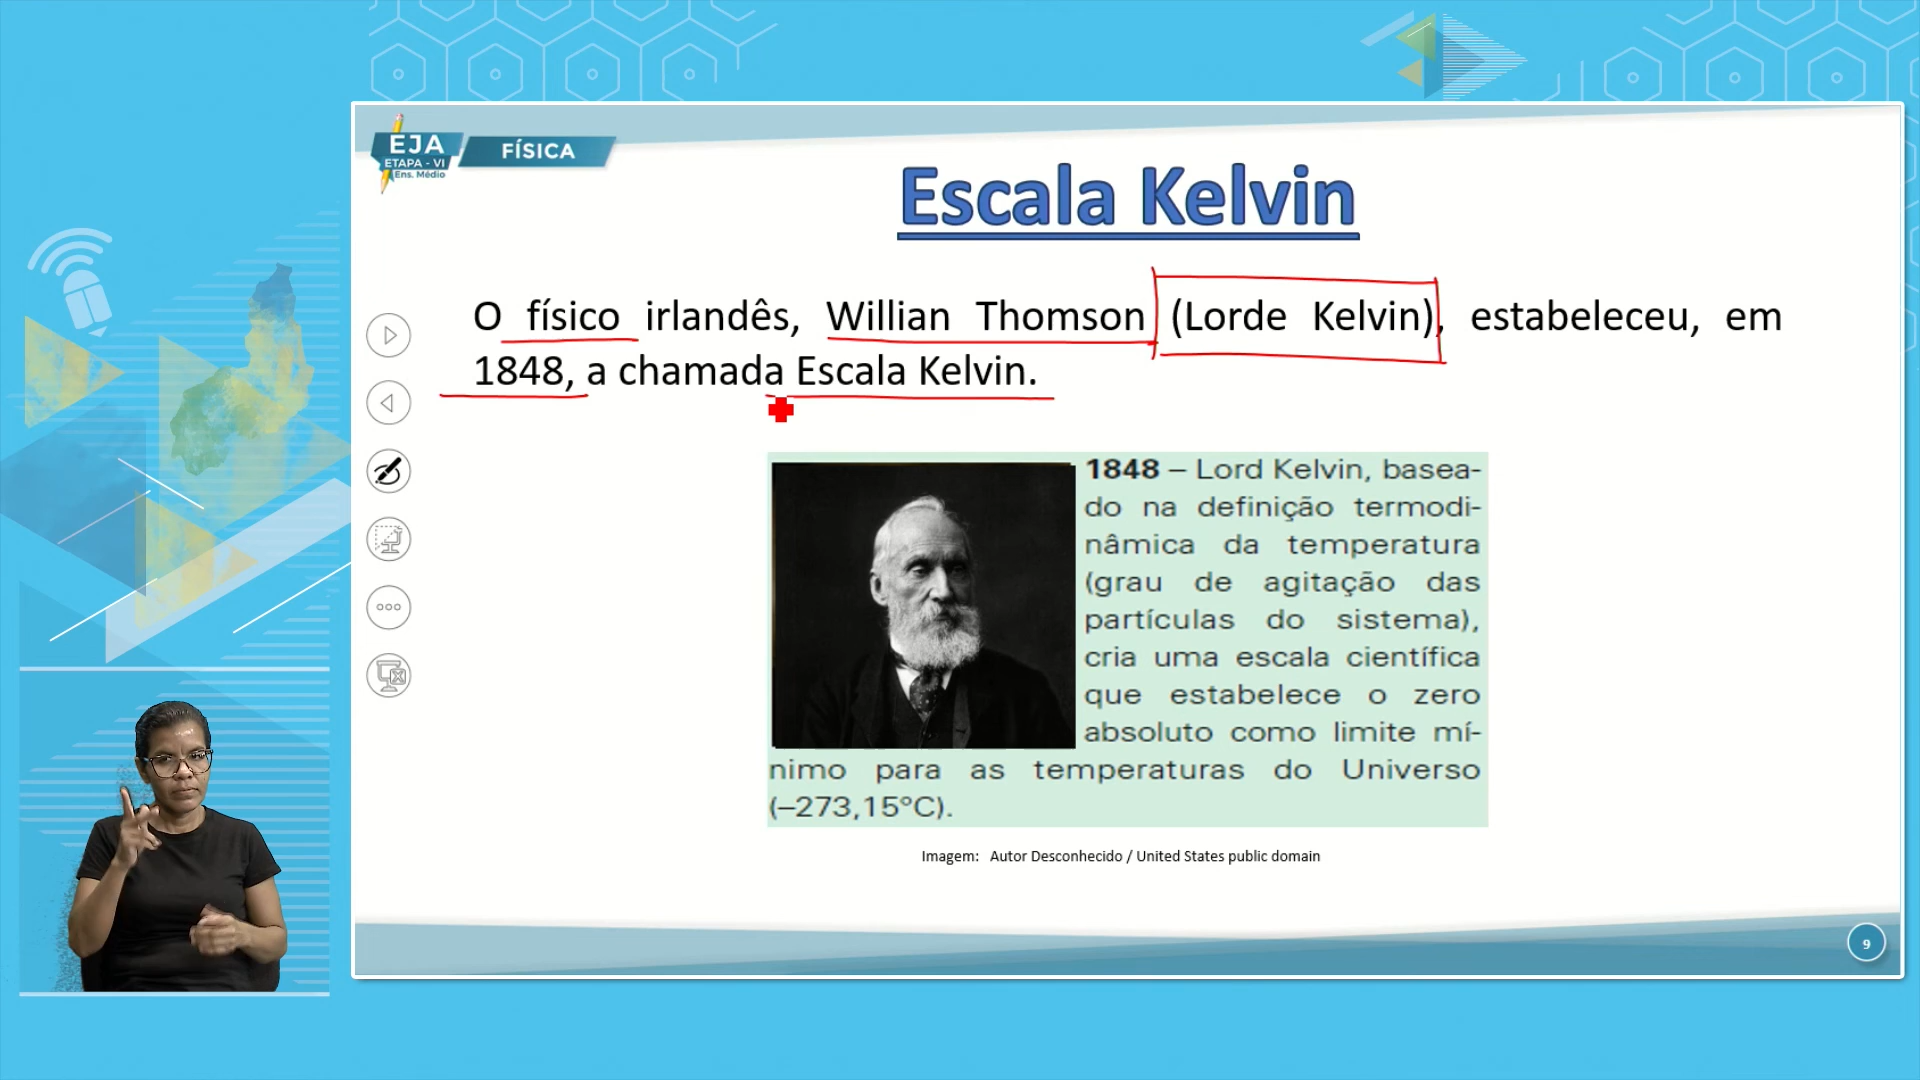 EJA
ETAPA - VI
Ens. Médio
FÍSICA
Escala Kelvin
O físico irlandês, Willian Thomson (Lorde Kelvin), estabeleceu, em
1848, a chamada Escala Kelvin.
1848 – Lord Kelvin, basea-
do na definição termodi-
nâmica da temperatura
(grau de agitação das
partículas do sistema),
cria uma escala científica
que estabelece o zero
absoluto como limite mí-
nimo para as temperaturas do Universo
(–273,15ºC).
Imagem: Autor Desconhecido / United States public domain
9